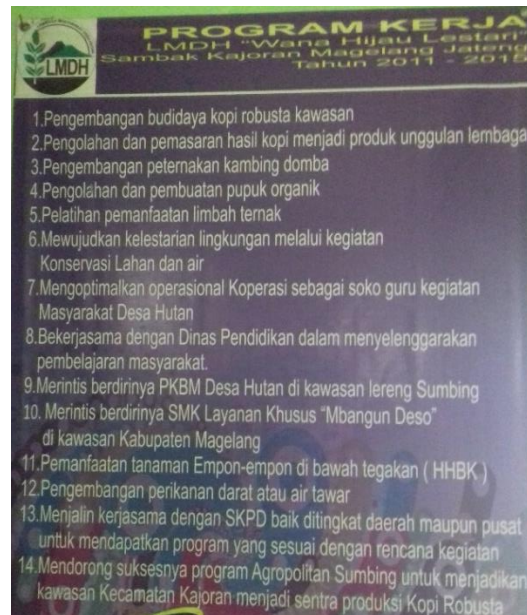 LMDH
PROGRAM KERJA
LMDH "Wana Hijau Lestari"
Sambak Kajoran Magelang Jateng
Tahun 2011 - 2015
1.Pengembangan budidaya kopi robusta kawasan
2.Pengolahan dan pemasaran hasil kopi menjadi produk unggulan lembaga
3.Pengembangan peternakan kambing domba
4.Pengolahan dan pembuatan pupuk organik
5.Pelatihan pemanfaatan limbah ternak
6.Mewujudkan kelestarian lingkungan melalui kegiatan
Konservasi Lahan dan air
7.Mengoptimalkan operasional Koperasi sebagai soko guru kegiatan
Masyarakat Desa Hutan
8.Bekerjasama dengan Dinas Pendidikan dalam menyelenggarakan
pembelajaran masyarakat.
9.Merintis berdirinya PKBM Desa Hutan di kawasan lereng Sumbing
10. Merintis berdirinya SMK Layanan Khusus "Mbangun Deso"
di kawasan Kabupaten Magelang
11.Pemanfaatan tanaman Empon-empon di bawah tegakan ( HHBK )
12.Pengembangan perikanan darat atau air tawar
13.Menjalin kerjasama dengan SKPD baik ditingkat daerah maupun pusat
untuk mendapatkan program yang sesuai dengan rencana kegiatan
14.Mendorong suksesnya program Agropolitan Sumbing untuk menjadikan
kawasan Kecamatan Kajoran menjadi sentra produksi Kopi Robusta